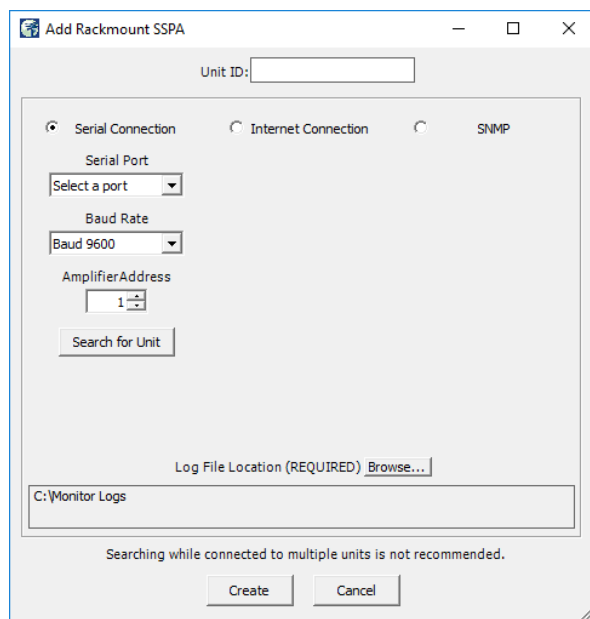 Add Rackmount SSPA
Unit ID:
Serial Connection Internet Connection SNMP
Serial Port
Select a port
Baud Rate
Baud 9600
AmplifierAddress
1
Search for Unit
Log File Location (REQUIRED) Browse...
C:\Monitor Logs
Searching while connected to multiple units is not recommended.
Create Cancel